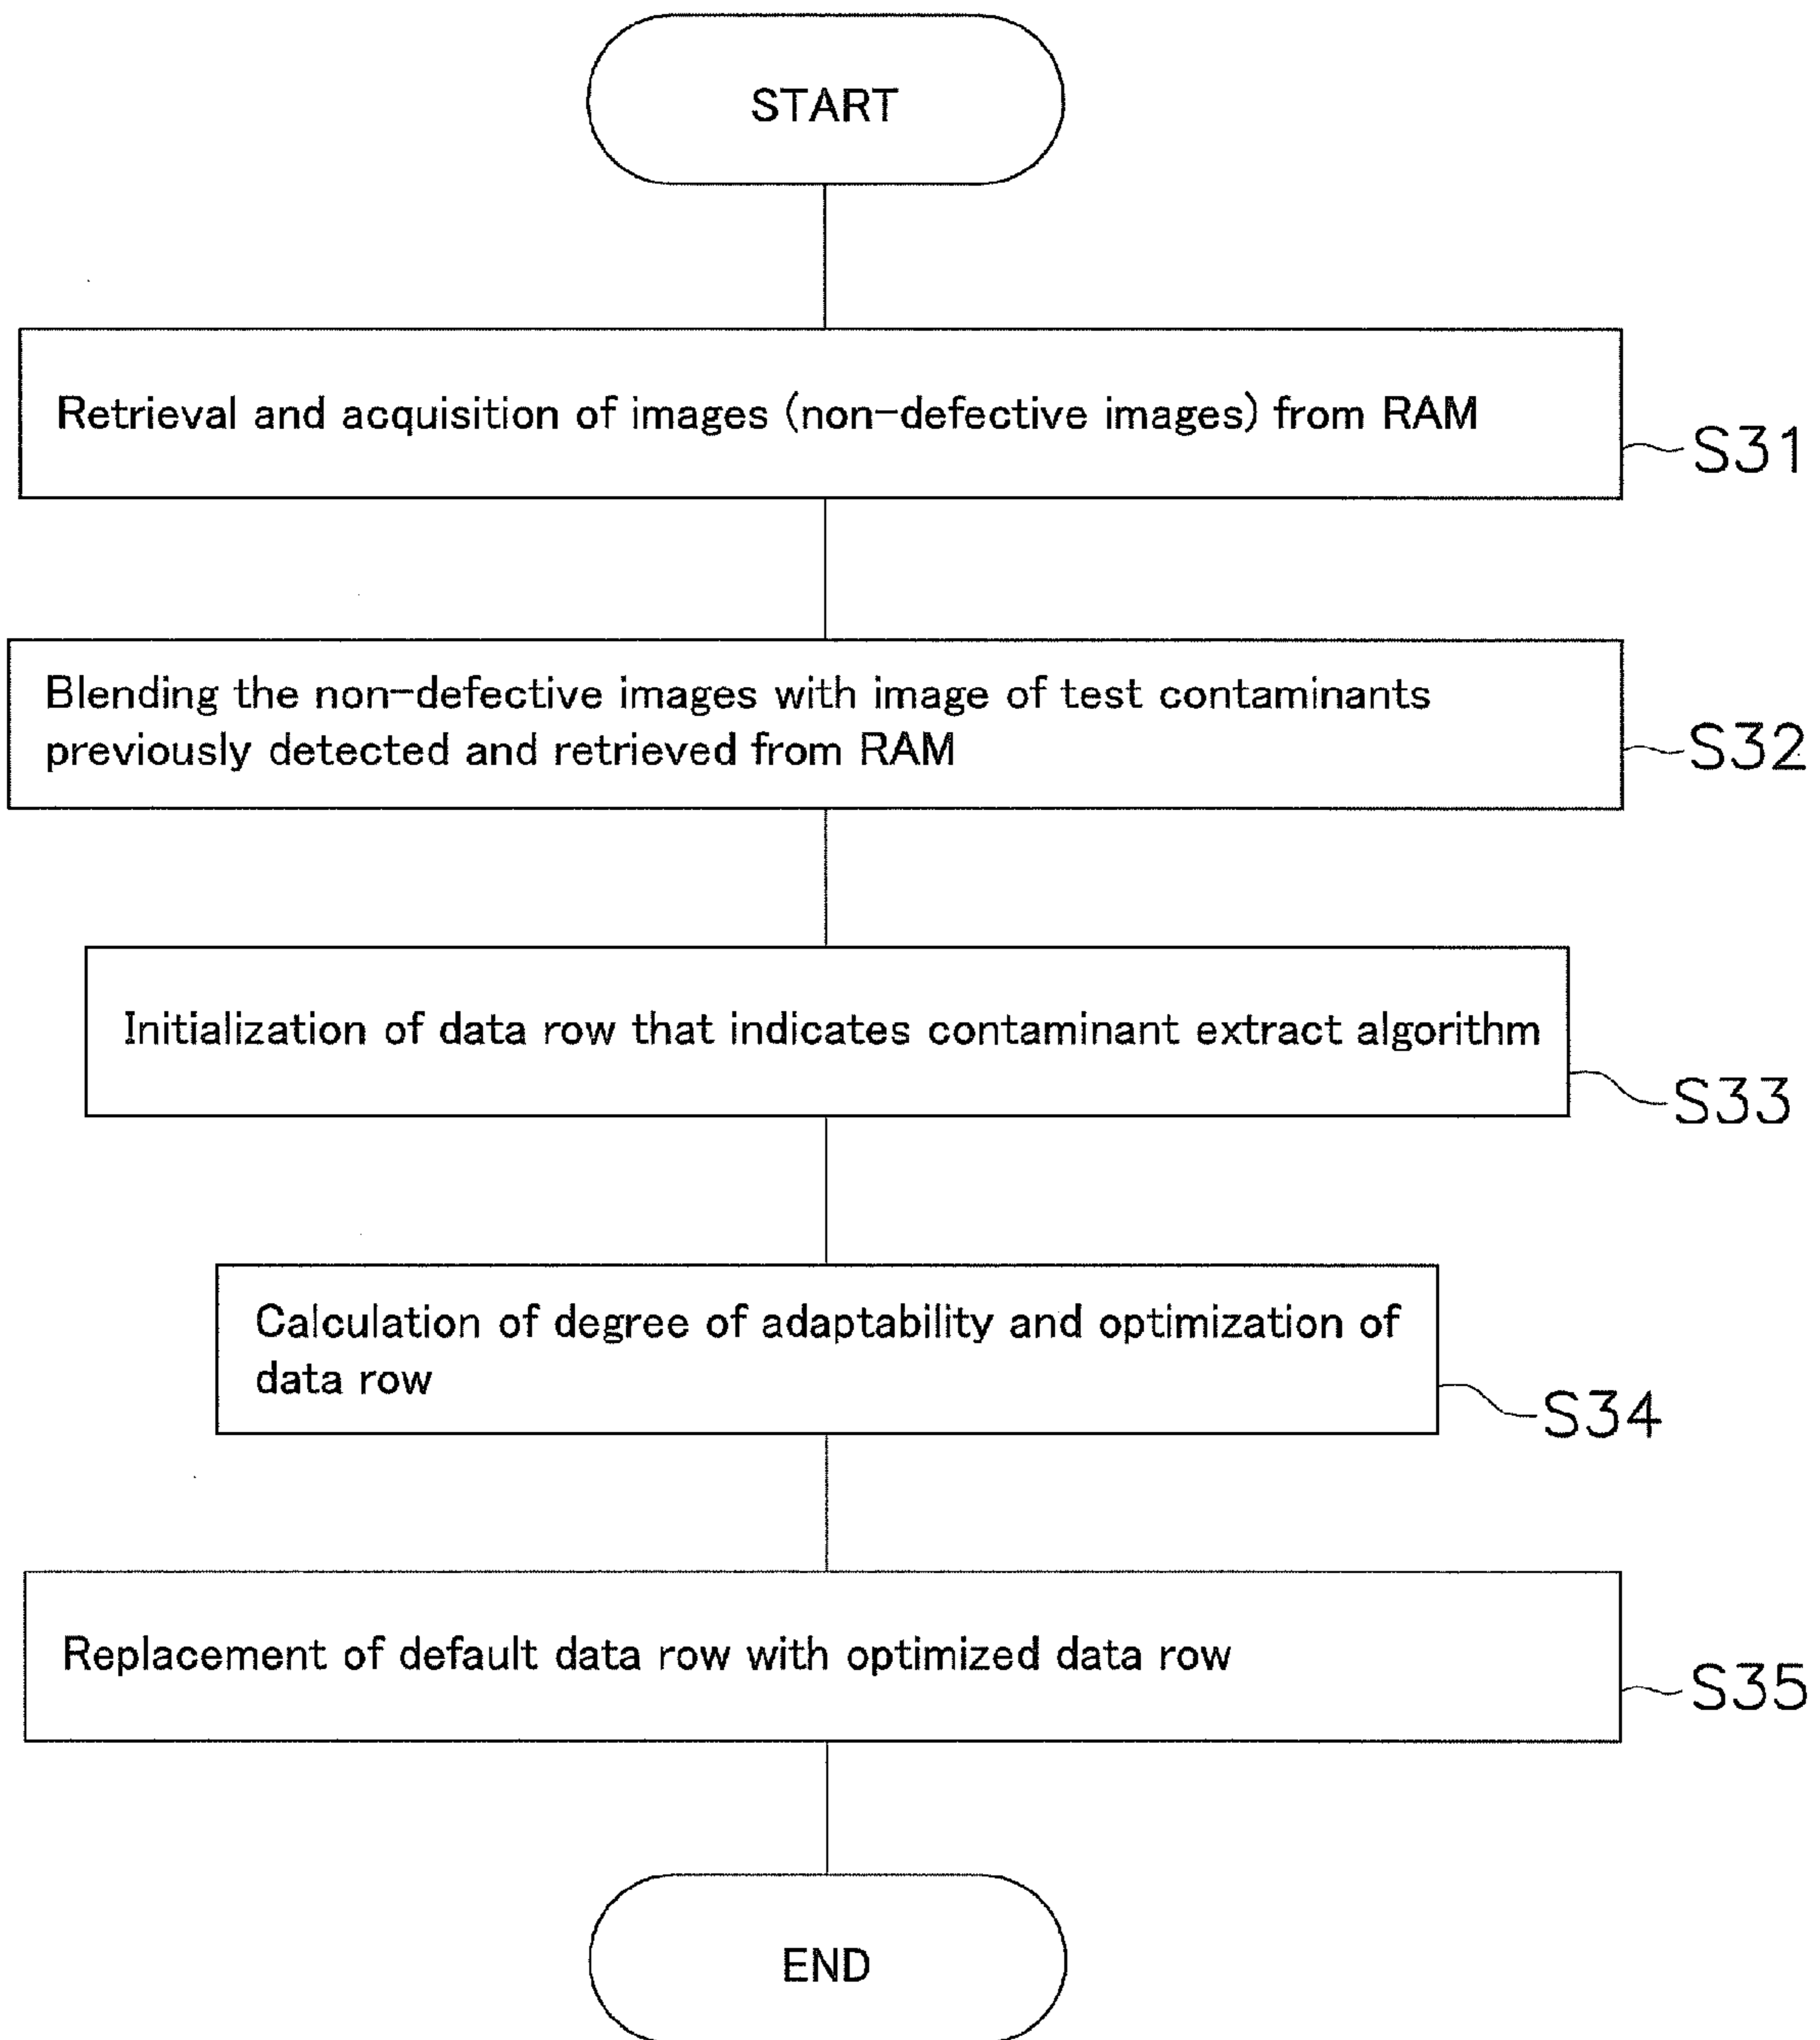 START
Retrieval and acquisition of images (non-defective images) from RAM
S31
Blending the non-defective images with image of test contaminants
previously detected and retrieved from RAM
S32
Initialization of data row that indicates contaminant extract algorithm
S33
Calculation of degree of adaptability and optimization of
data row
S34
Replacement of default data row with optimized data row
S35
END